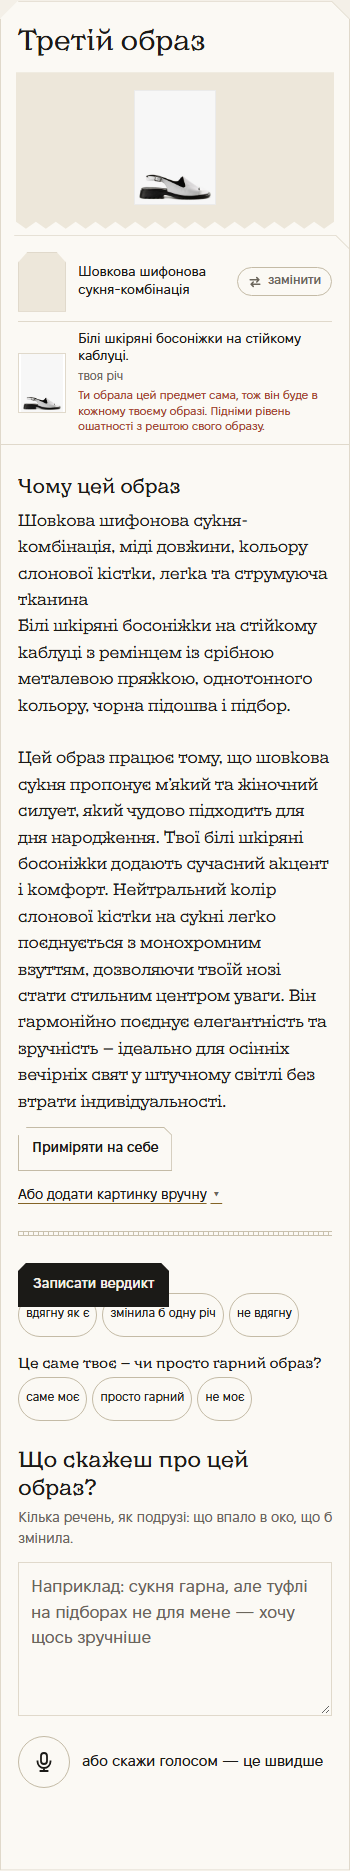 Третій образ
Шовкова шифонова
сукня-комбінація
замінити
Білі шкіряні босоніжки на стійкому
каблуці.
твоя річ
Ти обрала цей предмет сама, тож він буде в
кожному твоєму образі. Підніми рівень
ошатності з рештою свого образу.
Чому цей образ
Шовкова шифонова сукня-
комбінація, міді довжини, кольору
слонової кістки, легка та струмуюча
тканина
Білі шкіряні босоніжки на стійкому
каблуці з ремінцем із срібною
металевою пряжкою, однотонного
кольору, чорна підошва і підбор.
Цей образ працює тому, що шовкова
сукня пропонує м'який та жіночний
силует, який чудово підходить для
дня народження. Твої білі шкіряні
босоніжки додають сучасний акцент
і комфорт. Нейтральний колір
слонової кістки на сукні легко
поєднується з монохромним
взуттям, дозволяючи твоїй нозі
стати стильним центром уваги. Він
гармонійно поєднує елегантність та
зручність — ідеально для осінніх
вечірніх свят у штучному світлі без
втрати індивідуальності.
Приміряти на себе
Або додати картинку вручну
Записати вердикт
вдягну як є змінила б одну річ не вдягну
Це саме твоє — чи просто гарний образ?
саме моє просто гарний не моє
Що скажеш про цей
образ?
Кілька речень, як подрузі: що впало в око, що б
змінила.
Наприклад: сукня гарна, але туфлі
на підборах не для мене — хочу
щось зручніше
або скажи голосом — це швидше